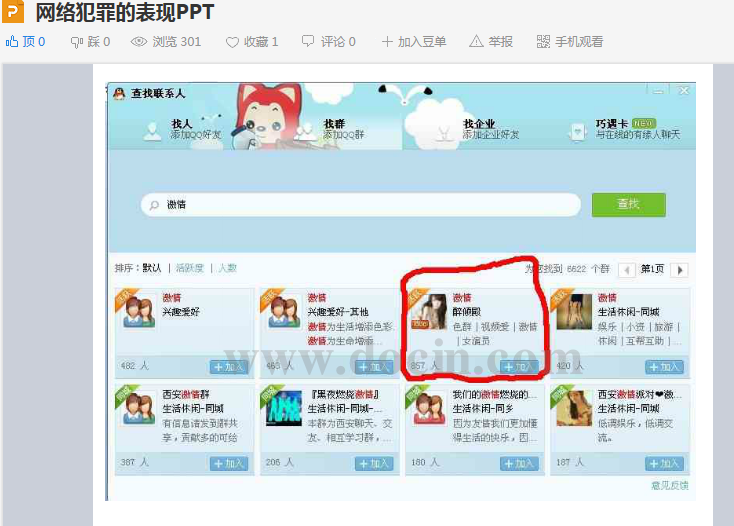 网络犯罪的表现PPT
顶 0 踩 0 浏览 301 收藏 1 评论 0 加入豆单 举报 手机观看
查找联系人
找人
添加QQ好友
找群
添加QQ群
找企业
添加企业好友
巧遇卡 NEW
与在线的有缘人聊天
激情
查找
排序：默认 | 活跃度 | 人数
为您找到 6622 个群 第1页
激情
兴趣爱好
482 人
加入
激情
兴趣爱好-其他
激情为生活增添色彩
激情为生命增添...
463 人
加入
激情
醉倾殿
色群 | 视频爱 | 激情
| 女演员
857 人
加入
激情
生活休闲-同城
娱乐 | 小资 | 旅游 |
休闲 | 互帮互助 | ...
420 人
加入
西安激情群
生活休闲-同城
有信息请发到群共
享，贡献多的可给
387 人
加入
『黑夜燃烧激情』
生活休闲-同城-...
本群为西安聊天、交
友、相互学习群，...
206 人
加入
我们的激情燃烧的...
生活休闲-同乡
因为友情我们更加懂
得生活的快乐，因...
180 人
加入
西安激情派对❤激...
生活休闲-同城
低调娱乐，低调交
流。
187 人
加入
意见反馈
www.docin.com